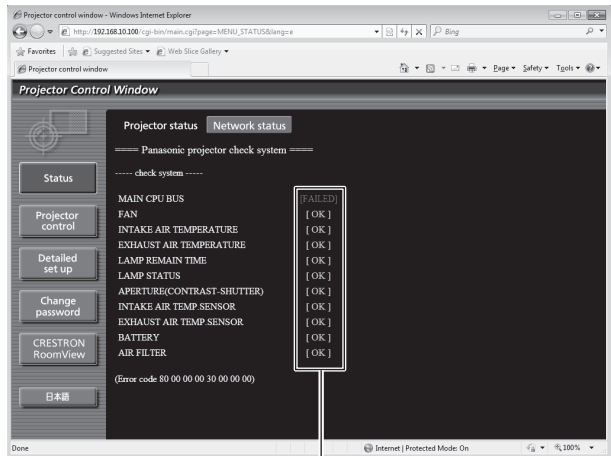 Projector control window - Windows Internet Explorer
http://192.168.10.100/cgi-bin/main.cgi?page=MENU_STATUS&lang=e
Bing
Favorites
Suggested Sites
Web Slice Gallery
Projector control window
Page
Safety
Tools
Projector Control Window
Projector status
Network status
==== Panasonic projector check system ====
----- check system -----
MAIN CPU BUS [FAILED]
FAN [ OK ]
INTAKE AIR TEMPERATURE [ OK ]
EXHAUST AIR TEMPERATURE [ OK ]
LAMP REMAIN TIME [ OK ]
LAMP STATUS [ OK ]
APERTURE(CONTRAST-SHUTTER) [ OK ]
INTAKE AIR TEMP.SENSOR [ OK ]
EXHAUST AIR TEMP.SENSOR [ OK ]
BATTERY [ OK ]
AIR FILTER [ OK ]
(Error code 80 00 00 00 30 00 00 00)
Status
Projector
control
Detailed
set up
Change
password
CRESTRON
RoomView
日本語
Done
Internet | Protected Mode: On
100%